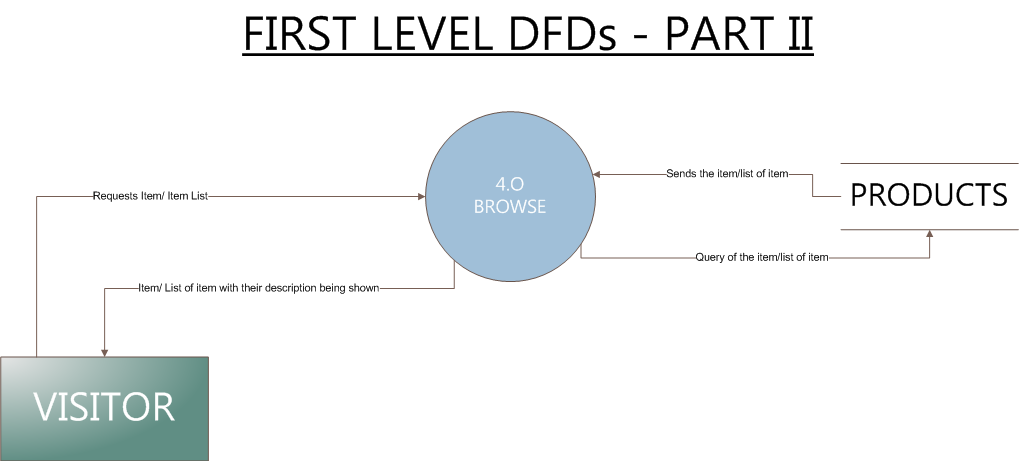 FIRST LEVEL DFDs - PART II
Sends the item/list of item
4.O
BROWSE
PRODUCTS
Requests Item/ Item List
Query of the item/list of item
Item/ List of item with their description being shown
VISITOR